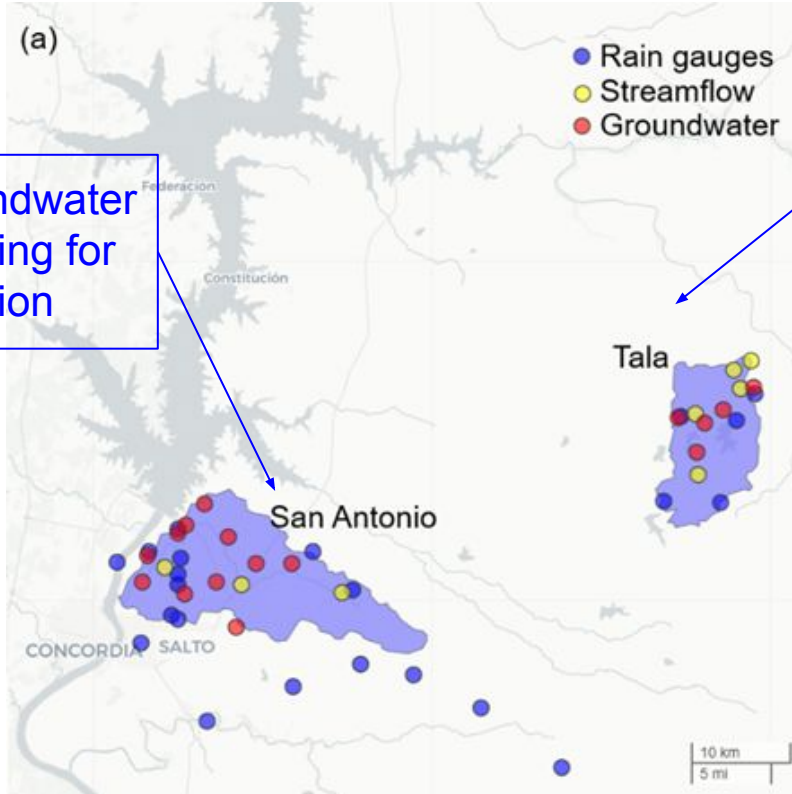 (a)
Rain gauges
Streamflow
Groundwater
ndwater
ing for
ion
Federación
Constitución
Tala
San Antonio
CONCORDIA
SALTO
10 km
5 mi